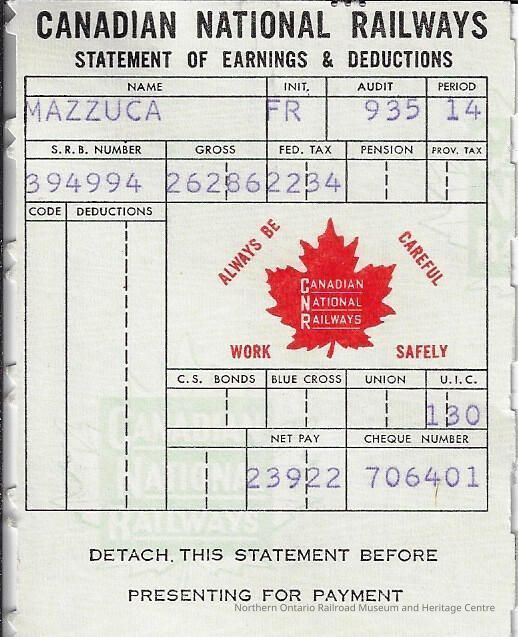 CANADIAN NATIONAL RAILWAYS
STATEMENT OF EARNINGS & DEDUCTIONS
NAME INIT. AUDIT PERIOD
MAZZUCA FR 935 14
S.R.B. NUMBER GROSS FED. TAX PENSION PROV. TAX
394994 26286 2234
CODE DEDUCTIONS
ALWAYS BE CAREFUL
CANADIAN
NATIONAL
RAILWAYS
WORK SAFELY
C.S. BONDS BLUE CROSS UNION U.I.C.
130
NET PAY CHEQUE NUMBER
23922 706401
CANADIAN
NATIONAL
RAILWAYS
DETACH THIS STATEMENT BEFORE
PRESENTING FOR PAYMENT
Northern Ontario Railroad Museum and Heritage Centre